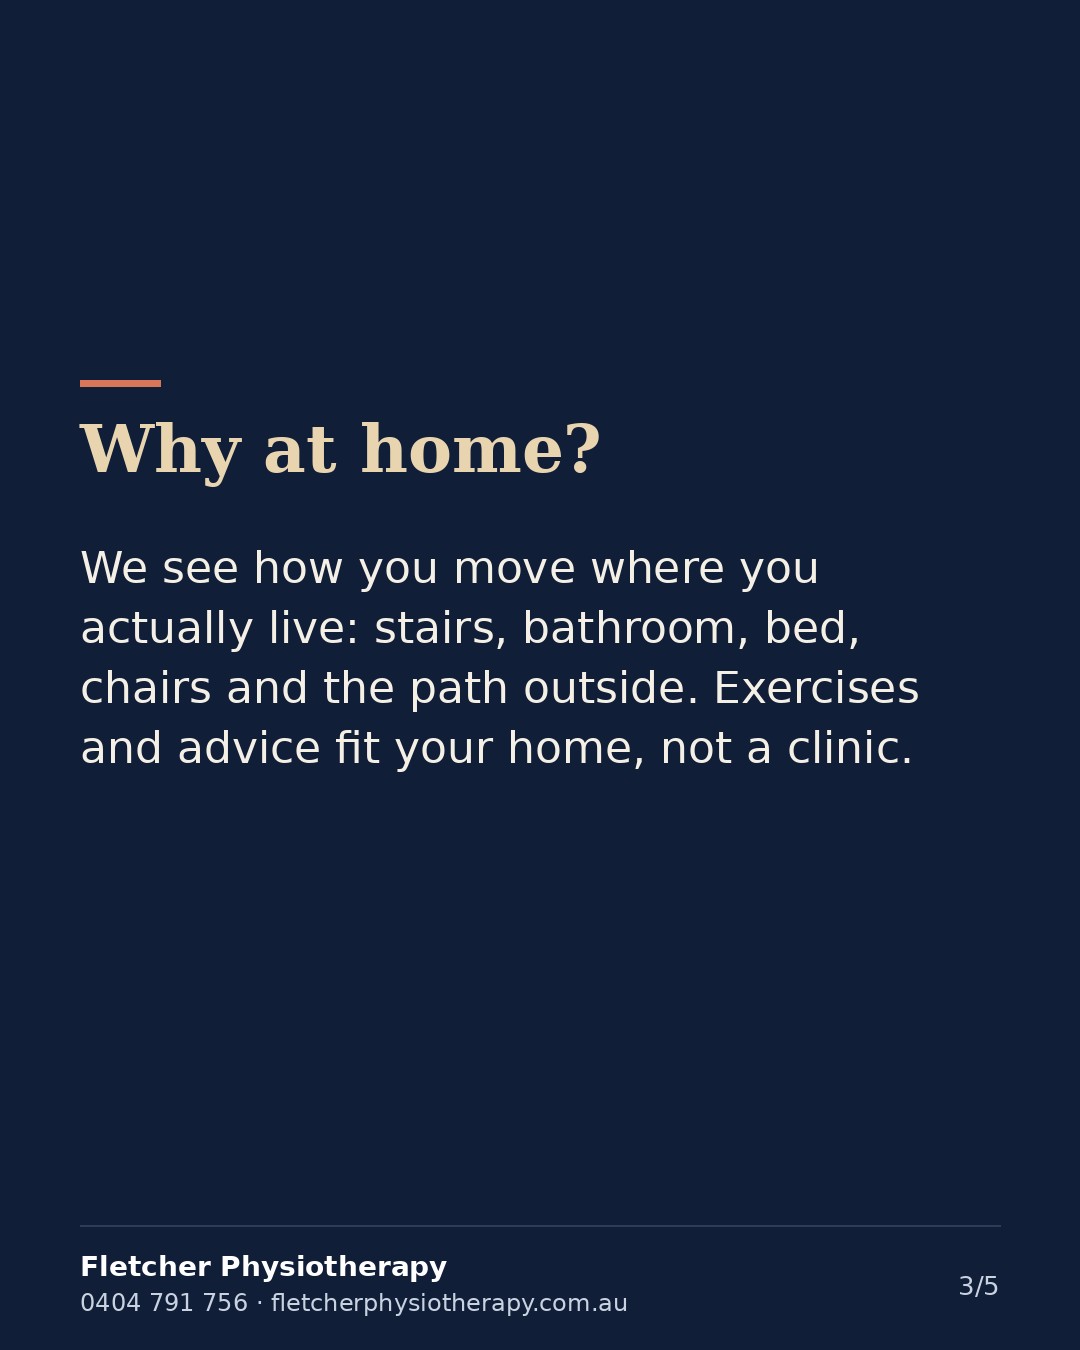 Why at home?
We see how you move where you
actually live: stairs, bathroom, bed,
chairs and the path outside. Exercises
and advice fit your home, not a clinic.
Fletcher Physiotherapy
0404 791 756 · fletcherphysiotherapy.com.au
3/5